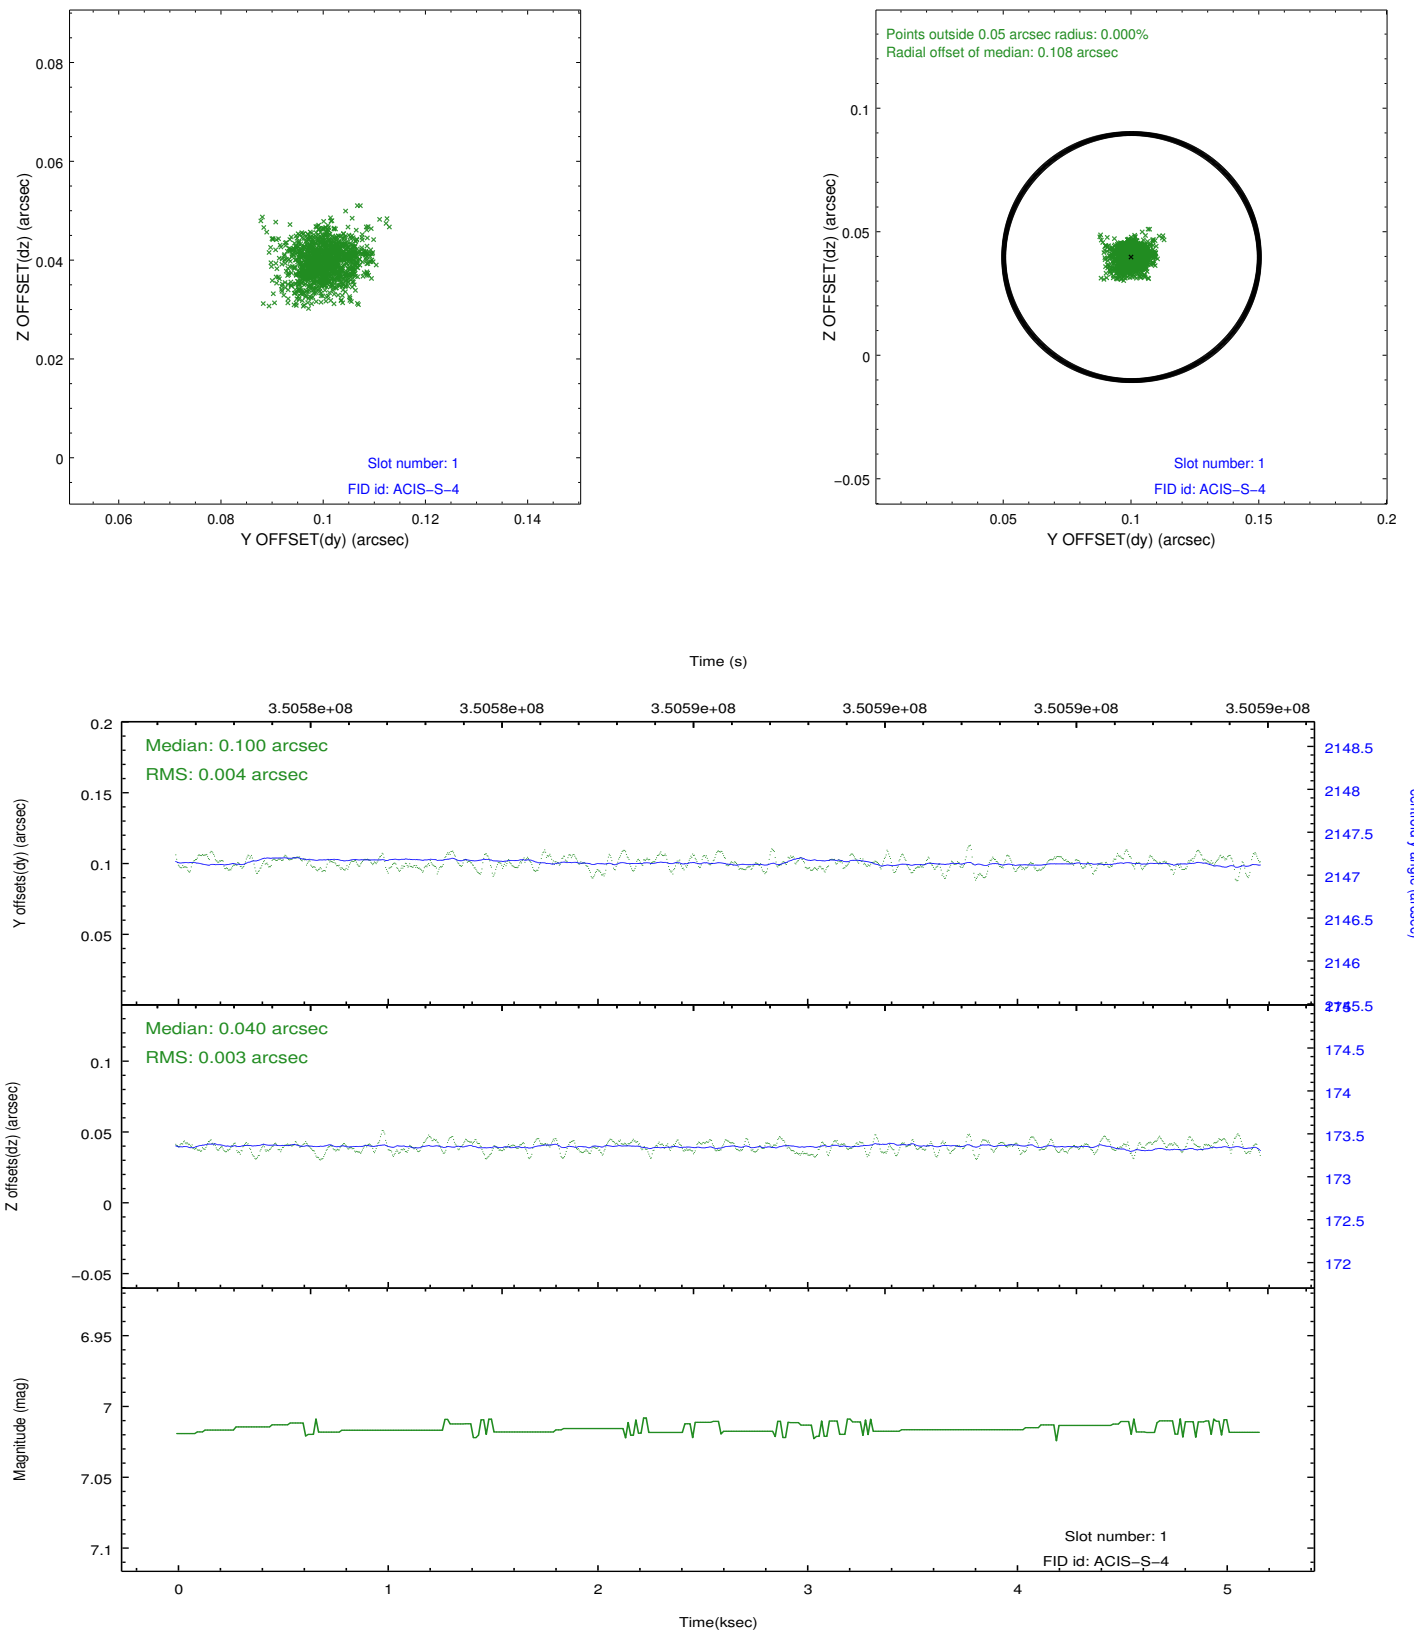 Points outside 0.05 arcsec radius: 0.000%
Radial offset of median: 0.108 arcsec
0.08
0.06
0.04
0.02
0
Z OFFSET(dz) (arcsec)
Slot number: 1
FID id: ACIS−S−4
0.06 0.08 0.1 0.12 0.14
Y OFFSET(dy) (arcsec)
0.1
0.05
0
−0.05
Z OFFSET(dz) (arcsec)
Slot number: 1
FID id: ACIS−S−4
0.05 0.1 0.15 0.2
Y OFFSET(dy) (arcsec)
Time (s)
3.5058e+08 3.5058e+08 3.5059e+08 3.5059e+08 3.5059e+08 3.5059e+08
Median: 0.100 arcsec
RMS: 0.004 arcsec
0.2
0.15
0.1
0.05
Y offsets(dy) (arcsec)
2148.5
2148
2147.5
2147
2146.5
2146
2145.5
Median: 0.040 arcsec
RMS: 0.003 arcsec
0.1
0.05
0
−0.05
Z offsets(dz) (arcsec)
174.5
174
173.5
173
172.5
172
6.95
7
7.05
7.1
Magnitude (mag)
Slot number: 1
FID id: ACIS−S−4
0 1 2 3 4 5
Time(ksec)